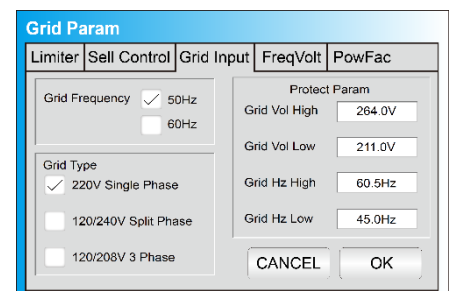 Grid Param
Limiter Sell Control Grid Input FreqVolt PowFac
Grid Frequency 50Hz
60Hz
Grid Type
220V Single Phase
120/240V Split Phase
120/208V 3 Phase
Protect Param
Grid Vol High 264.0V
Grid Vol Low 211.0V
Grid Hz High 60.5Hz
Grid Hz Low 45.0Hz
CANCEL OK